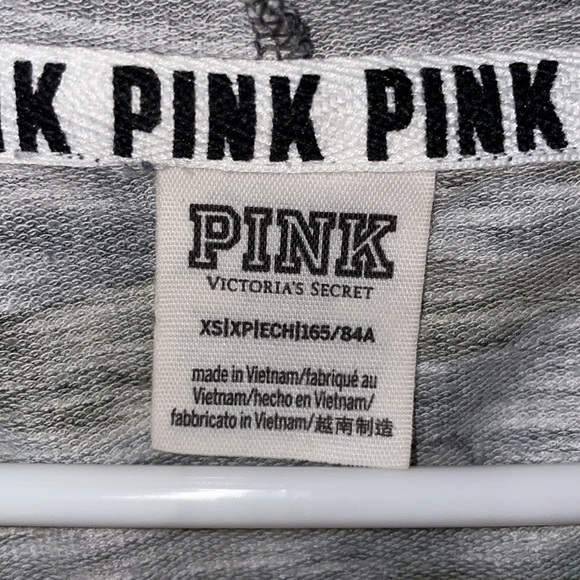 NK PINK PINK
PINK
VICTORIA'S SECRET
XS|XP|ECH|165/84A
made in Vietnam/fabriqué au
Vietnam/hecho en Vietnam/
fabbricato in Vietnam/越南制造